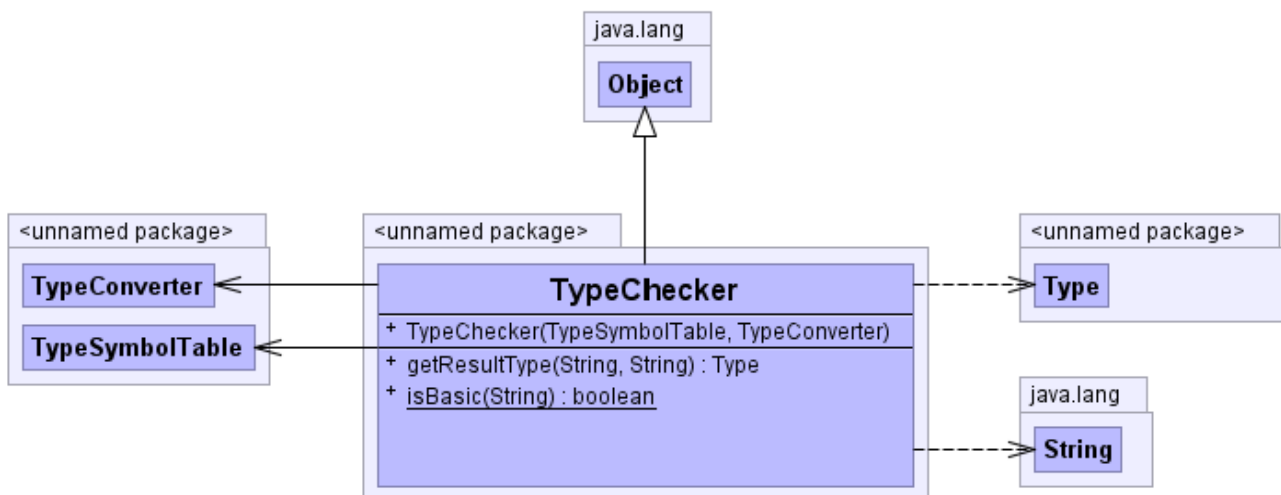 java.lang
Object
<unnamed package>
TypeConverter
TypeSymbolTable
<unnamed package>
TypeChecker
+ TypeChecker(TypeSymbolTable, TypeConverter)
+ getResultType(String, String) : Type
+ isBasic(String) : boolean
<unnamed package>
Type
java.lang
String